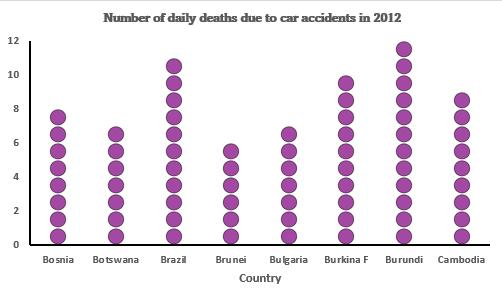 Number of daily deaths due to car accidents in 2012
12
10
8
6
4
2
0
Bosnia Botswana Brazil Brunei Bulgaria Burkina F Burundi Cambodia
Country